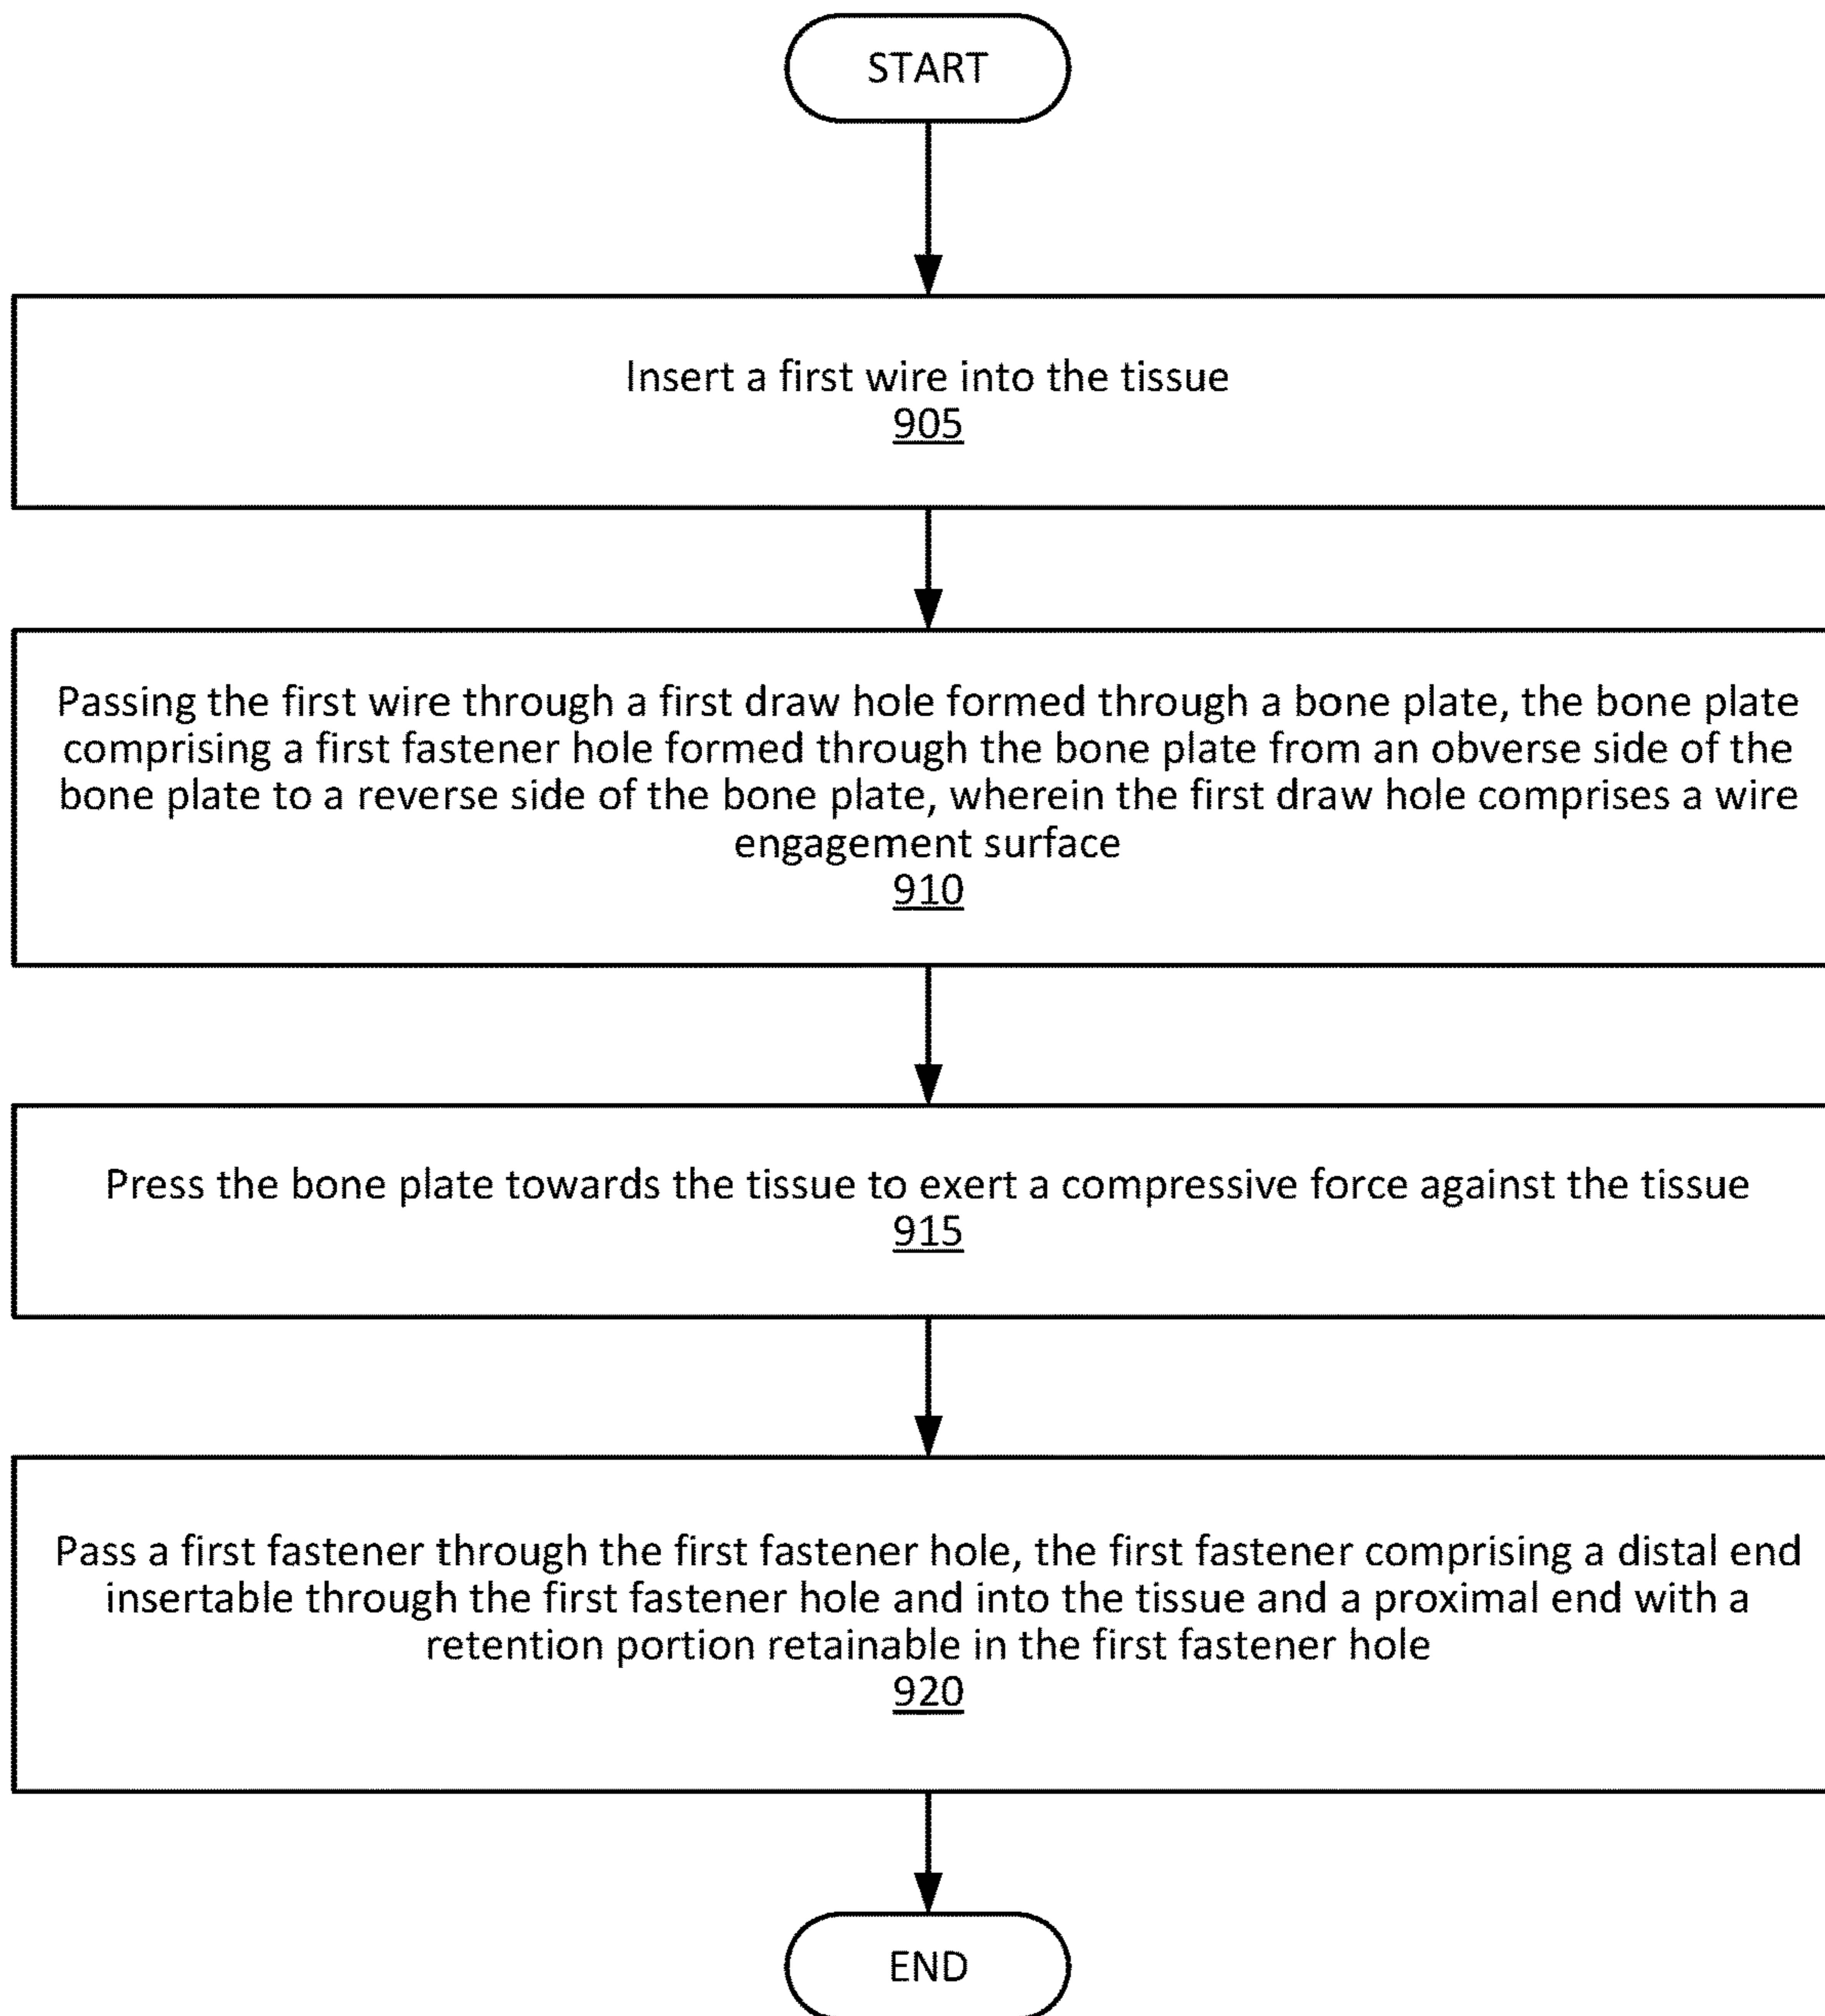 START
Insert a first wire into the tissue
905
Passing the first wire through a first draw hole formed through a bone plate, the bone plate
comprising a first fastener hole formed through the bone plate from an obverse side of the
bone plate to a reverse side of the bone plate, wherein the first draw hole comprises a wire
engagement surface
910
Press the bone plate towards the tissue to exert a compressive force against the tissue
915
Pass a first fastener through the first fastener hole, the first fastener comprising a distal end
insertable through the first fastener hole and into the tissue and a proximal end with a
retention portion retainable in the first fastener hole
920
END